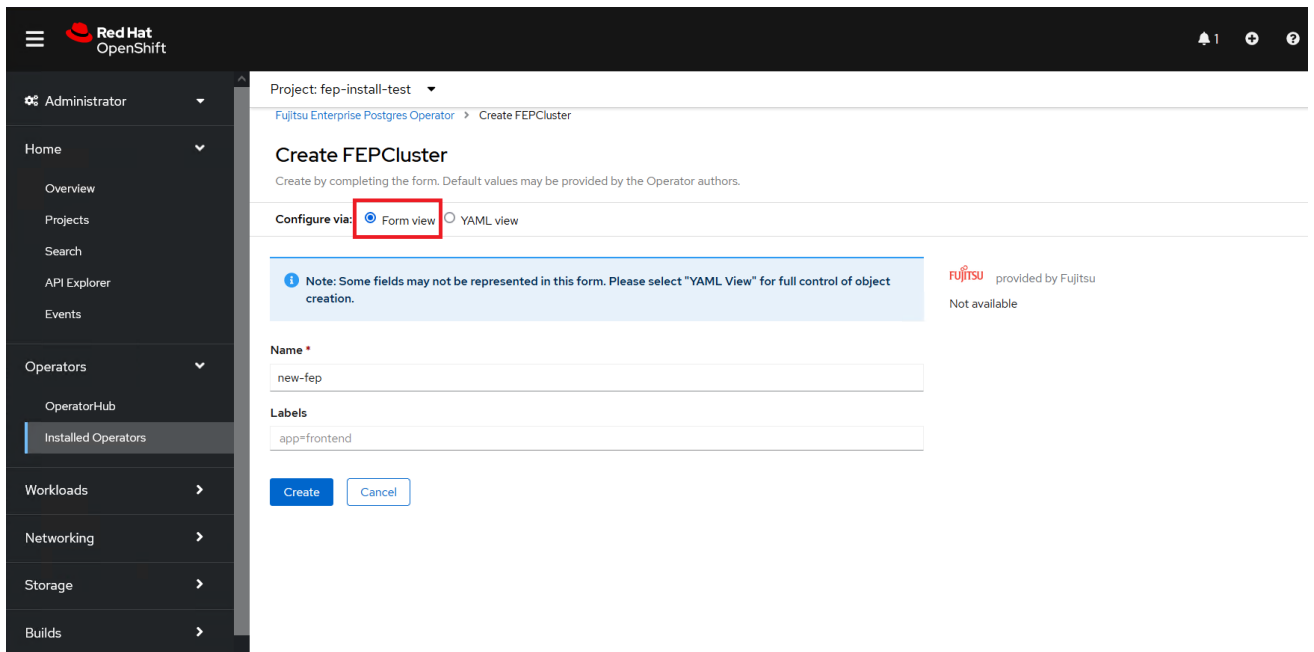 Red Hat
OpenShift
1
Administrator
Home
Overview
Projects
Search
API Explorer
Events
Operators
OperatorHub
Installed Operators
Workloads
Networking
Storage
Builds
Project: fep-install-test
Fujitsu Enterprise Postgres Operator > Create FEPCluster
Create FEPCluster
Create by completing the form. Default values may be provided by the Operator authors.
Configure via: Form view YAML view
Note: Some fields may not be represented in this form. Please select "YAML View" for full control of object
creation.
FUJITSU provided by Fujitsu
Not available
Name *
new-fep
Labels
app=frontend
Create Cancel